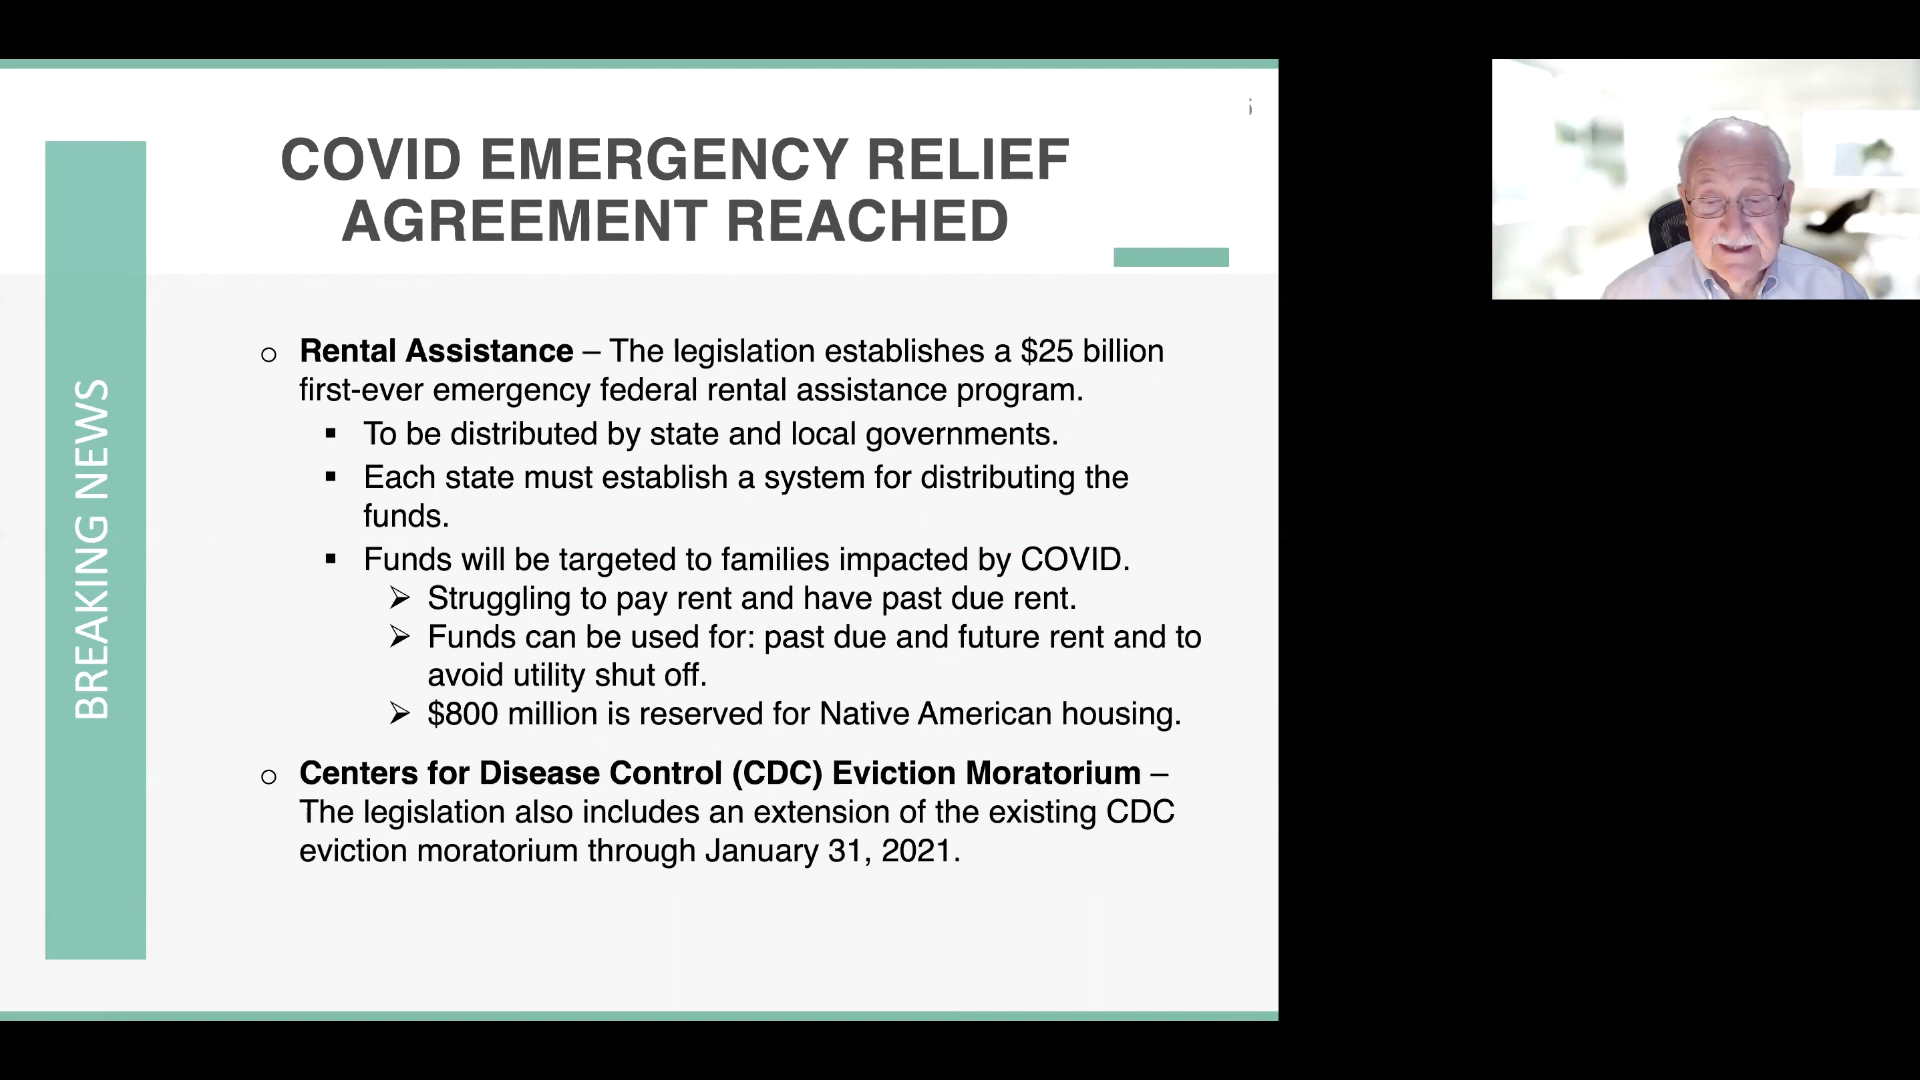 COVID EMERGENCY RELIEF
AGREEMENT REACHED
BREAKING NEWS
o Rental Assistance – The legislation establishes a $25 billion
first-ever emergency federal rental assistance program.
▪ To be distributed by state and local governments.
▪ Each state must establish a system for distributing the
funds.
▪ Funds will be targeted to families impacted by COVID.
➢ Struggling to pay rent and have past due rent.
➢ Funds can be used for: past due and future rent and to
avoid utility shut off.
➢ $800 million is reserved for Native American housing.
o Centers for Disease Control (CDC) Eviction Moratorium –
The legislation also includes an extension of the existing CDC
eviction moratorium through January 31, 2021.